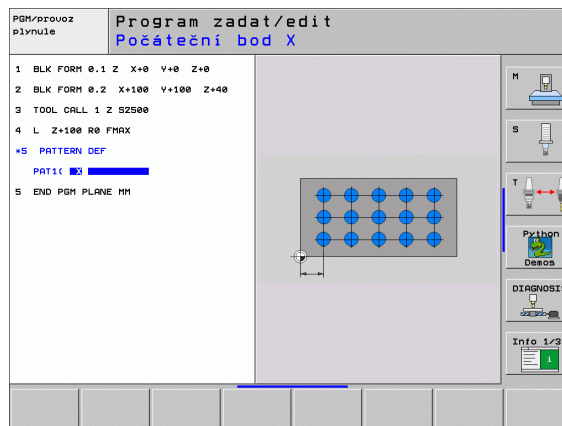 PGM/provoz
plynule
Program zadat/edit
Počáteční bod X
1 BLK FORM 0.1 Z X+0 Y+0 Z+0
2 BLK FORM 0.2 X+100 Y+100 Z+40
3 TOOL CALL 1 Z S2500
4 L Z+100 R0 FMAX
*5 PATTERN DEF
PAT1( X
5 END PGM PLANE MM
M
S
T
Python
Demos
DIAGNOSI
Info 1/3
i